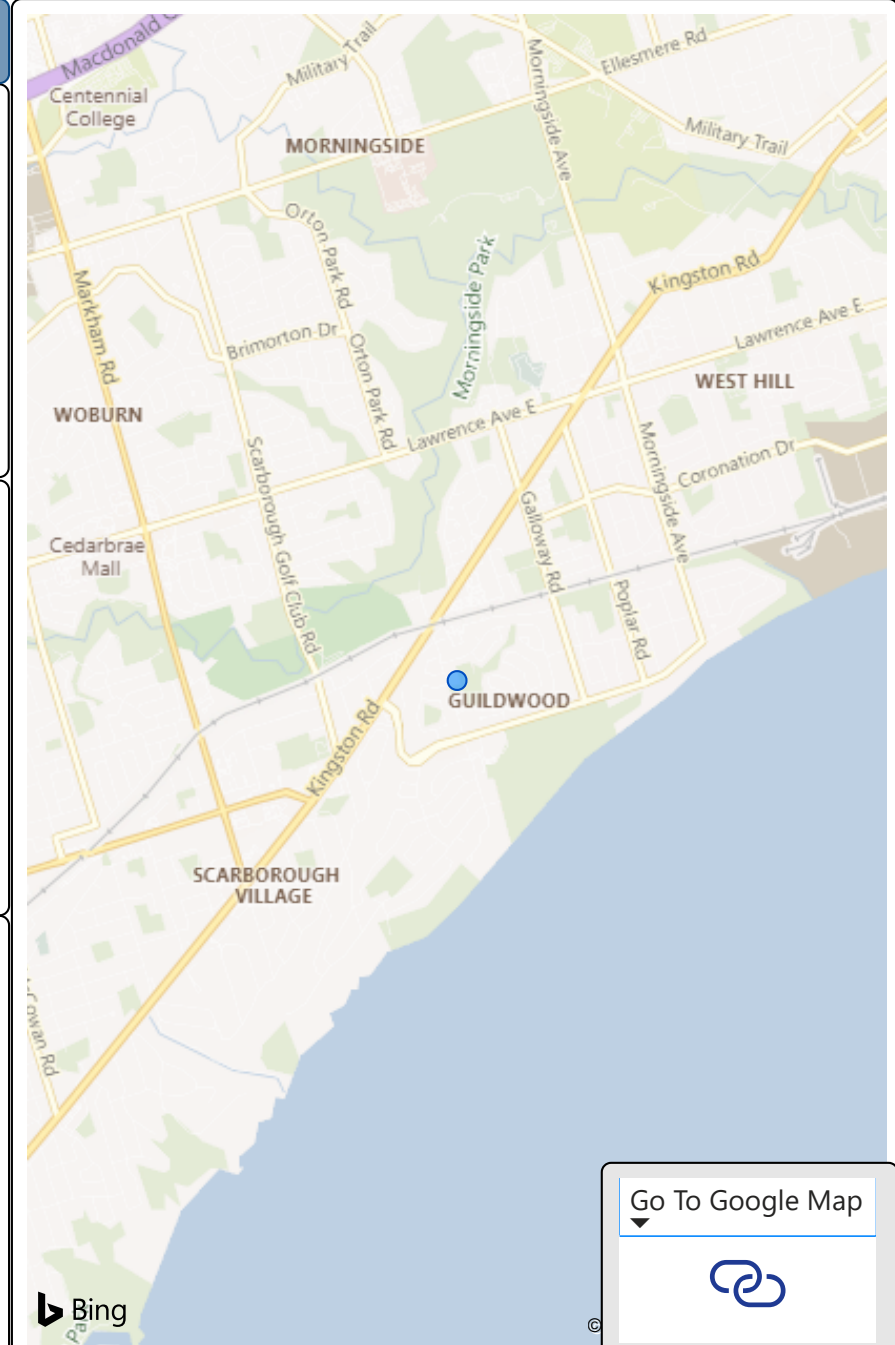 Macdonald C
Military Trail
Ellesmere Rd
Centennial
College
Morningside Ave
Military Trail
MORNINGSIDE
Orton Park Rd
Morningside Park
Kingston Rd
Markham Rd
Brimorton Dr
Orton Park Rd
Lawrence Ave E
WEST HILL
WOBURN
Lawrence Ave E
Scarborough Golf Club Rd
Morningside Ave
Coronation Dr
Galloway Rd
Cedarbrae
Mall
Poplar Rd
GUILDWOOD
Kingston Rd
SCARBOROUGH
VILLAGE
cCowan Rd
Go To Google Map
Bing
Pa
©